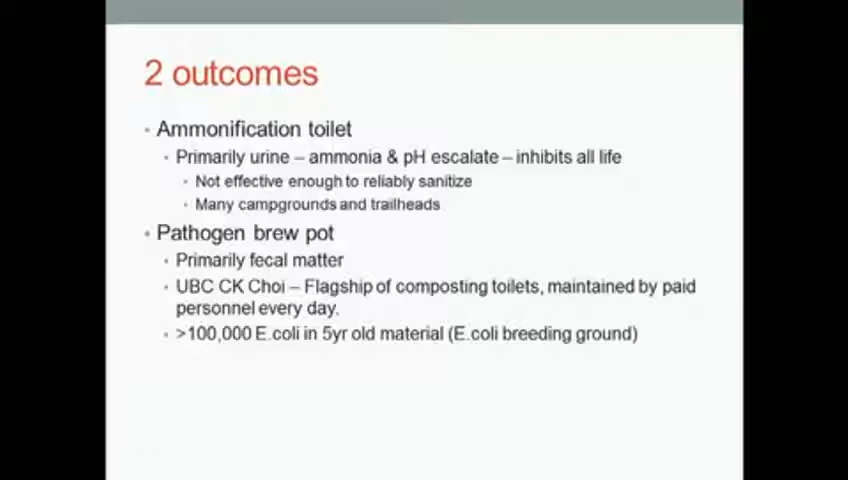 2 outcomes
• Ammonification toilet
• Primarily urine – ammonia & pH escalate – inhibits all life
• Not effective enough to reliably sanitize
• Many campgrounds and trailheads
• Pathogen brew pot
• Primarily fecal matter
• UBC CK Choi – Flagship of composting toilets, maintained by paid
personnel every day.
• >100,000 E.coli in 5yr old material (E.coli breeding ground)